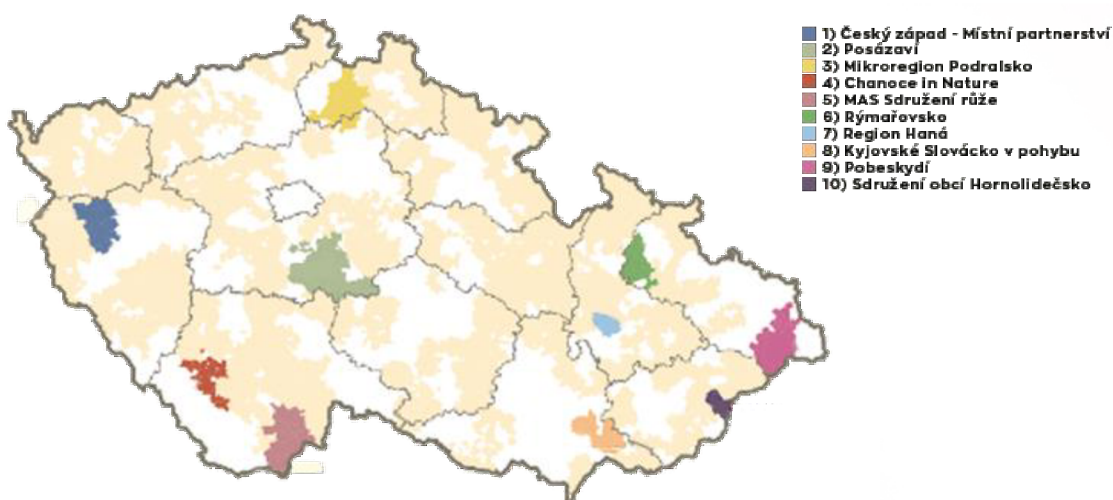 1) Český západ - Místní partnerství
2) Posázaví
3) Mikroregion Podralsko
4) Chanoce in Nature
5) MAS Sdružení růže
6) Rýmařovsko
7) Region Haná
8) Kyjovské Slovácko v pohybu
9) Pobeskydí
10) Sdružení obcí Hornolidečsko